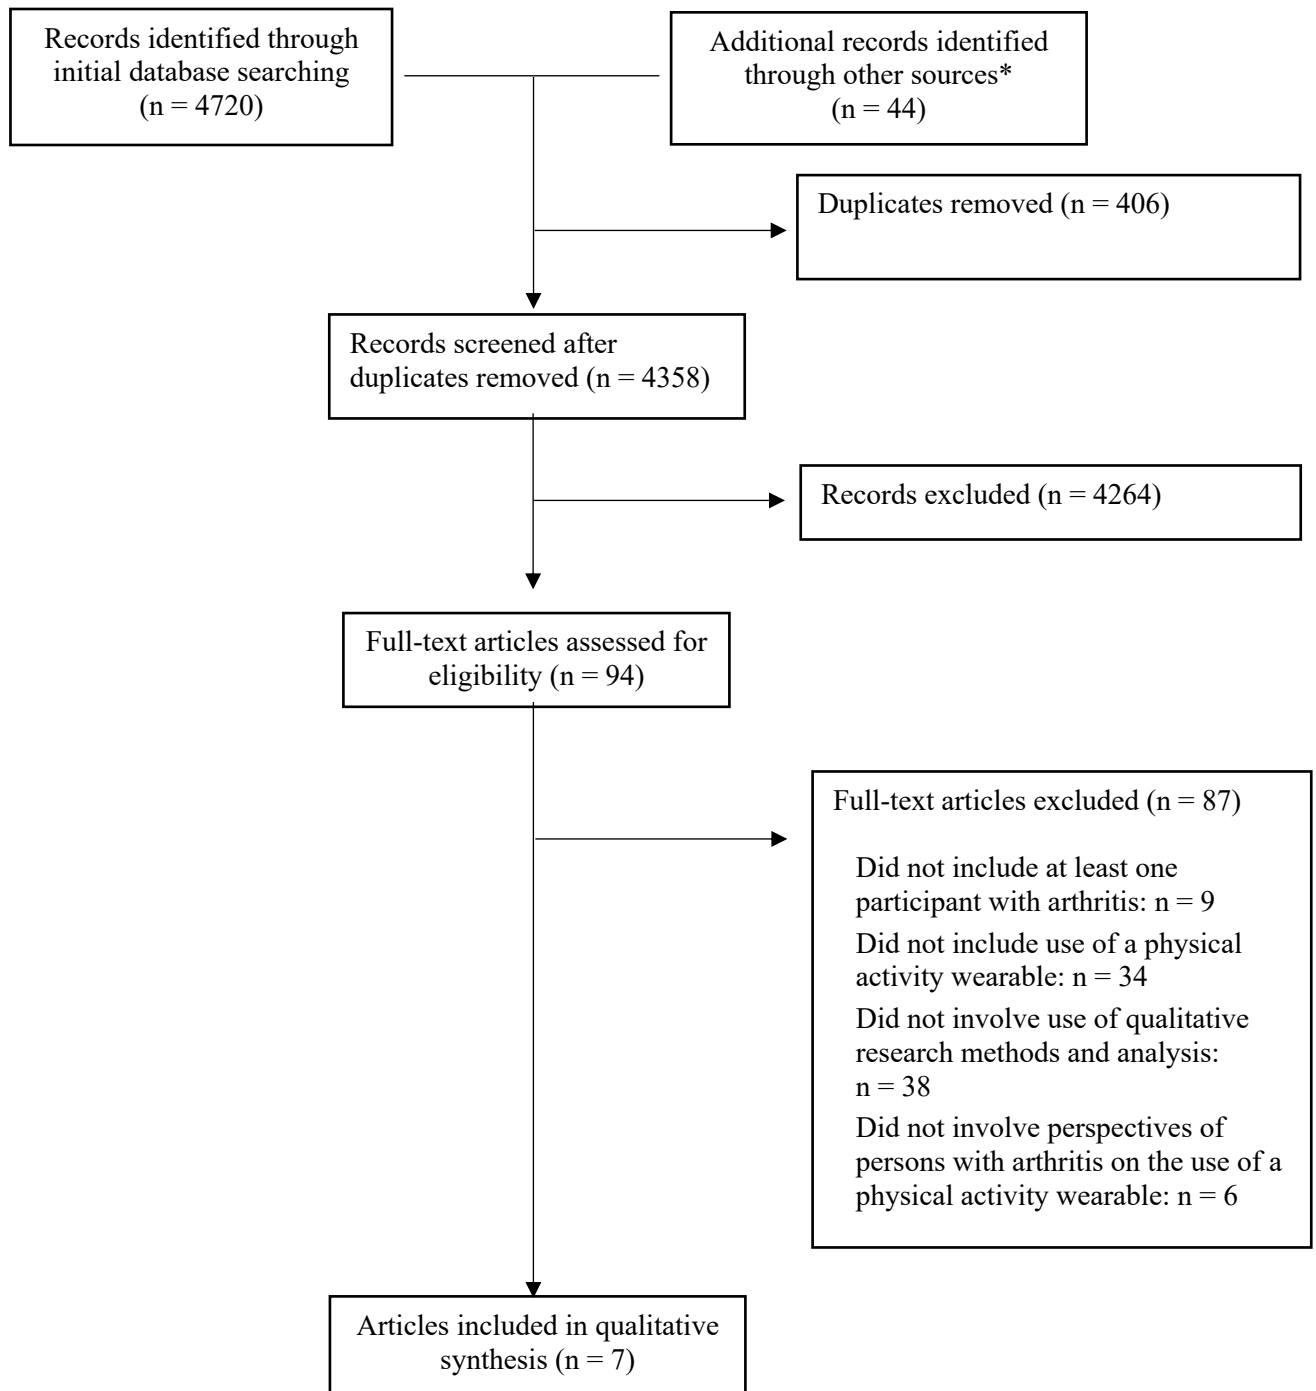 Records identified through
initial database searching
(n = 4720)
Additional records identified
through other sources*
(n = 44)
Duplicates removed (n = 406)
Records screened after
duplicates removed (n = 4358)
Records excluded (n = 4264)
Full-text articles assessed for
eligibility (n = 94)
Full-text articles excluded (n = 87)
Did not include at least one
participant with arthritis: n = 9
Did not include use of a physical
activity wearable: n = 34
Did not involve use of qualitative
research methods and analysis:
n = 38
Did not involve perspectives of
persons with arthritis on the use of a
physical activity wearable: n = 6
Articles included in qualitative
synthesis (n = 7)